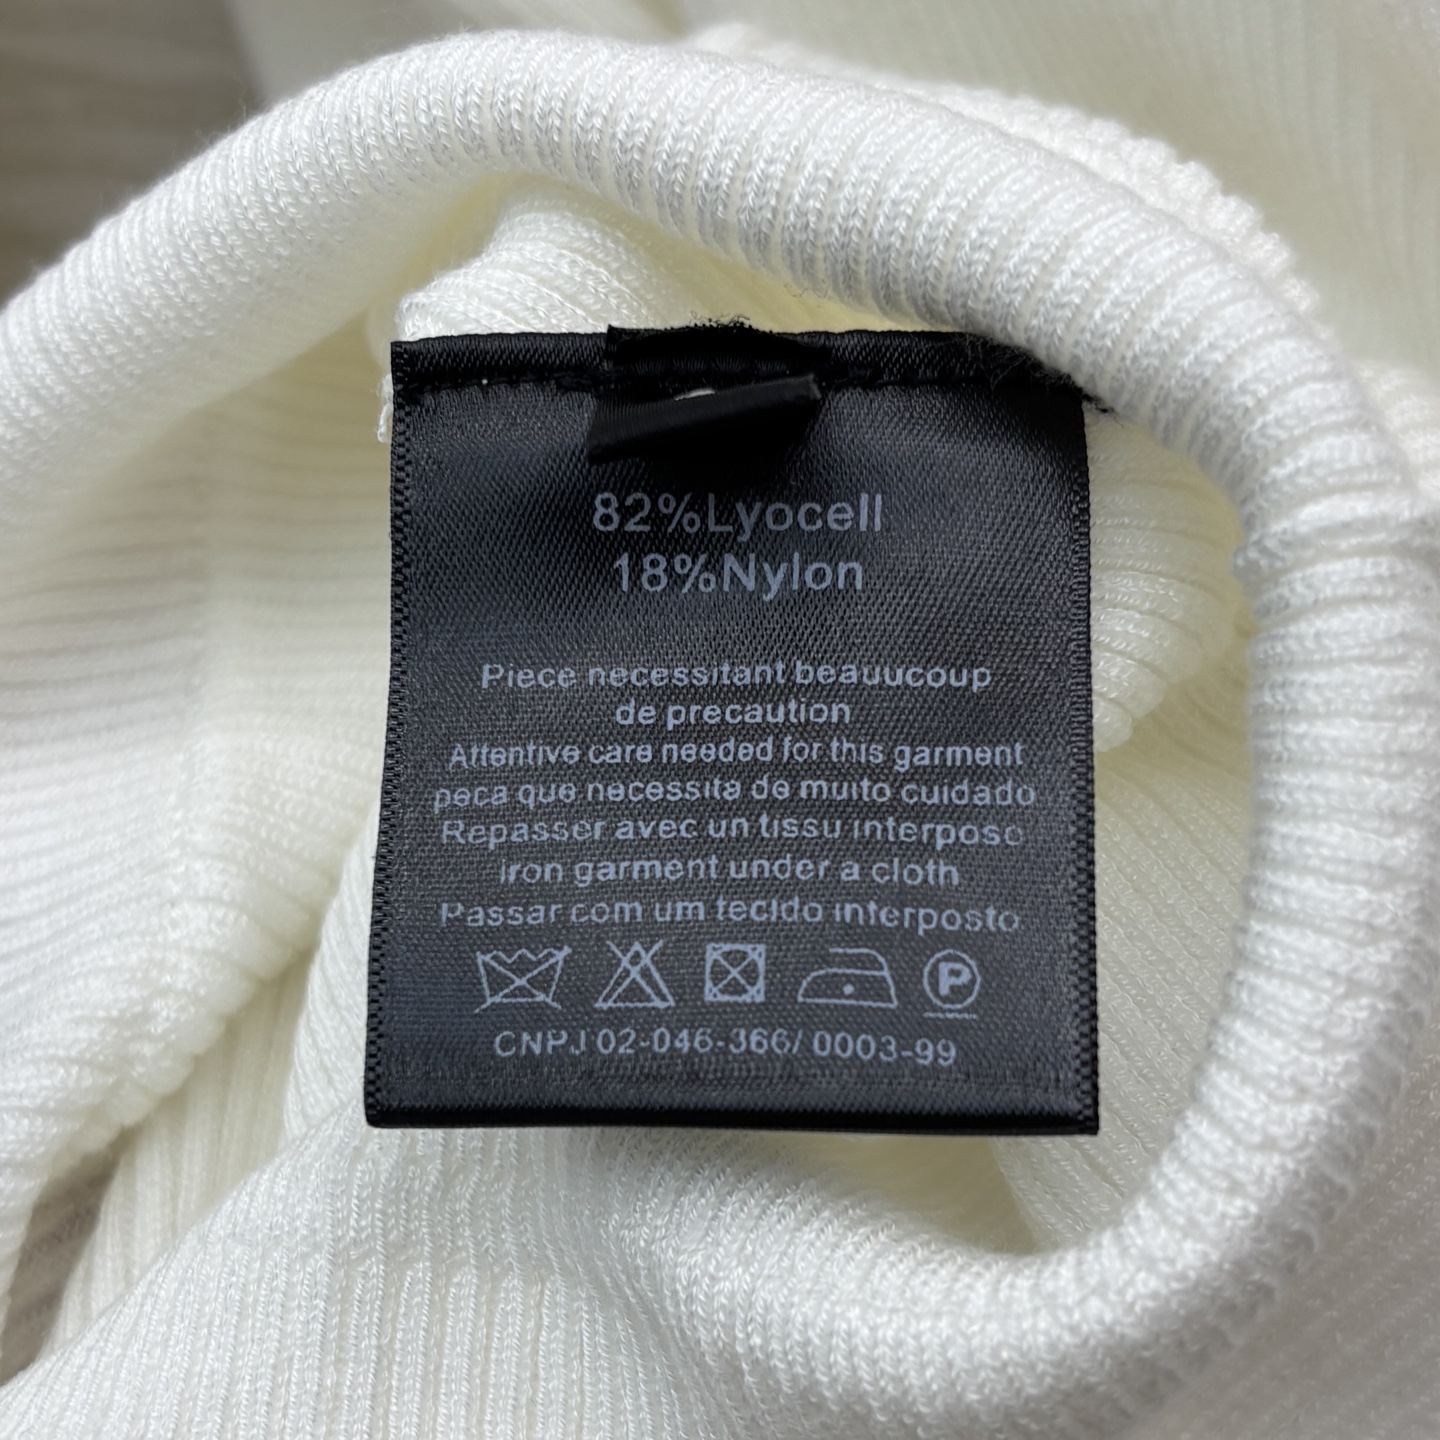 82%Lyocell
18%Nylon
Piece necessitant beauucoup
de precaution
Attentive care needed for this garment
peca que necessita de muito cuidado
Repasser avec un tissu interposo
iron garment under a cloth
Passar com um tecido interposto
P
CNPJ 02-046-366/ 0003-99